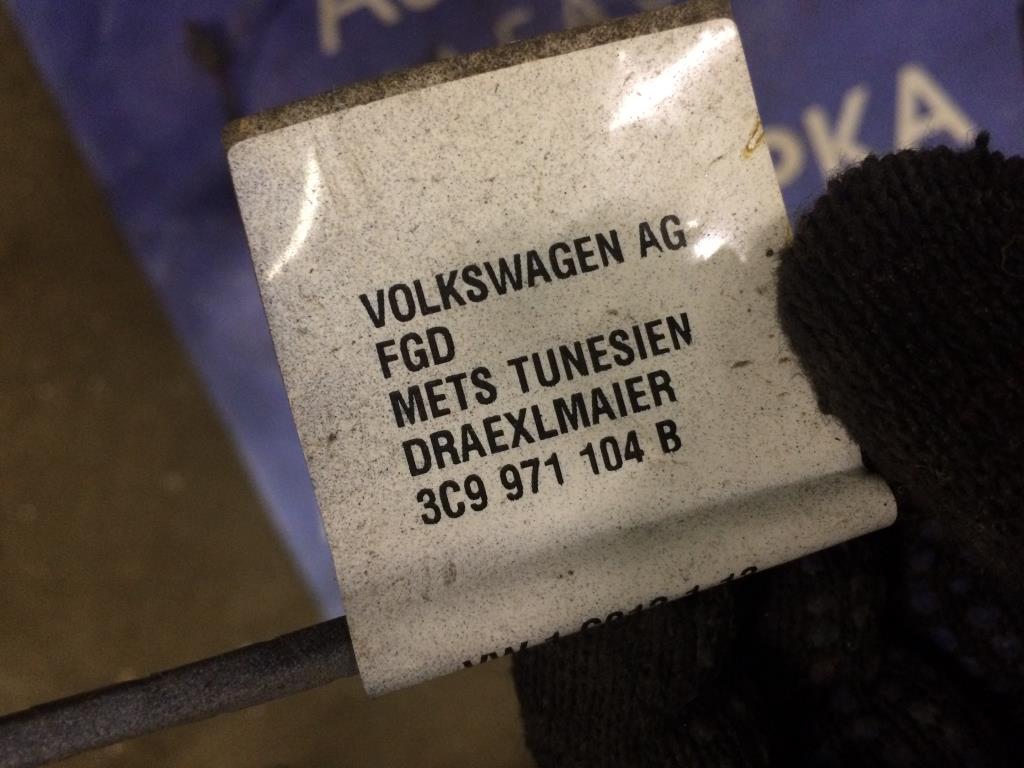 VOLKSWAGEN AG
FGD
METS TUNESIEN
DRAEXLMAIER
3C9 971 104 B